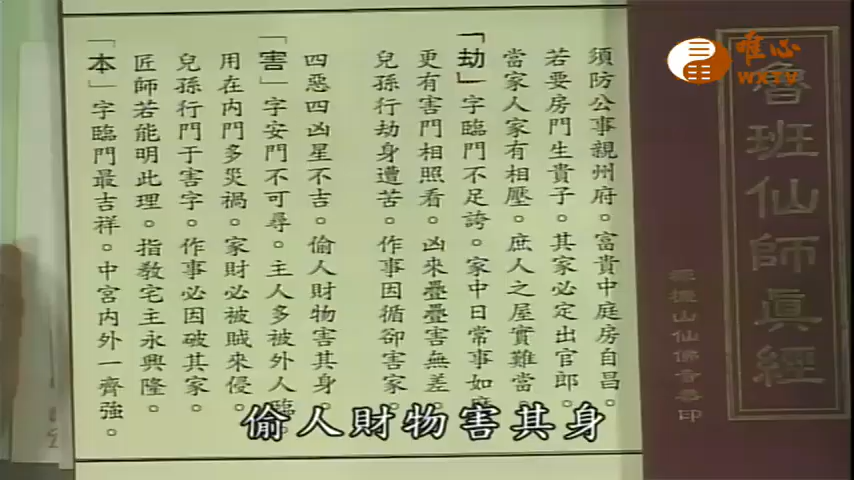 唯心
WXTV
魯班仙師真經
須防公事親州府。富貴中庭房自昌。
若要房門生貴子。其家必定出官郎。
當家人家有相壓。庶人之屋實難當。
「劫」字臨門不足誇。家中日常事如
更有害門相照看。凶來疊疊害無差。
兒孫行劫身遭苦。作事因循卻害家。
四惡四凶星不吉。偷人財物害其身。
「害」字安門不可尋。主人多被外人臨
用在內門多災禍。家財必被賊來侵。
兒孫行門于害字。作事必因破其家。
匠師若能明此理。指教宅主永興隆。
「本」字臨門最吉祥。中宮內外一齊強。
偷人財物害其身